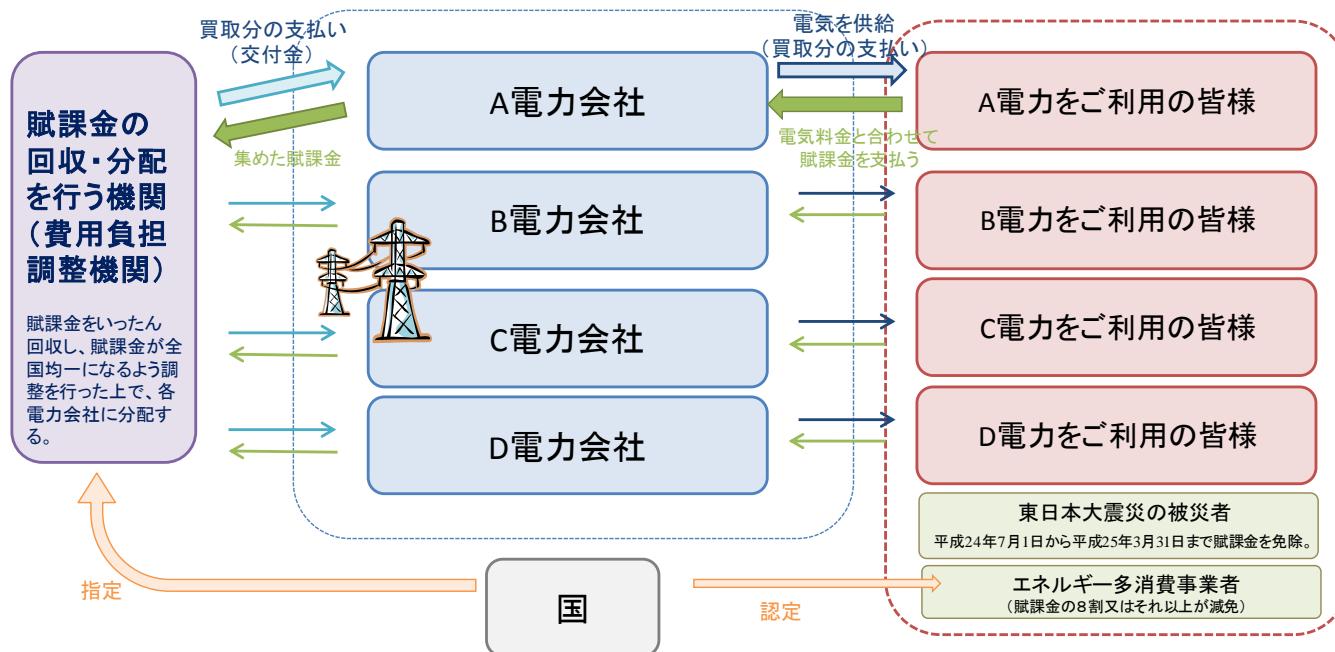 買取分の支払い
（交付金）
電気を供給
（買取分の支払い）
賦課金の
回収・分配
を行う機関
（費用負担
調整機関）
賦課金をいったん
回収し、賦課金が全
国均一になるよう調
整を行った上で、各
電力会社に分配す
る。
集めた賦課金
A電力会社
電気料金と合わせて
賦課金を支払う
A電力をご利用の皆様
B電力会社
B電力をご利用の皆様
C電力会社
C電力をご利用の皆様
D電力会社
D電力をご利用の皆様
東日本大震災の被災者
平成24年7月1日から平成25年3月31日まで賦課金を免除。
エネルギー多消費事業者
（賦課金の８割又はそれ以上が減免）
指定
国
認定